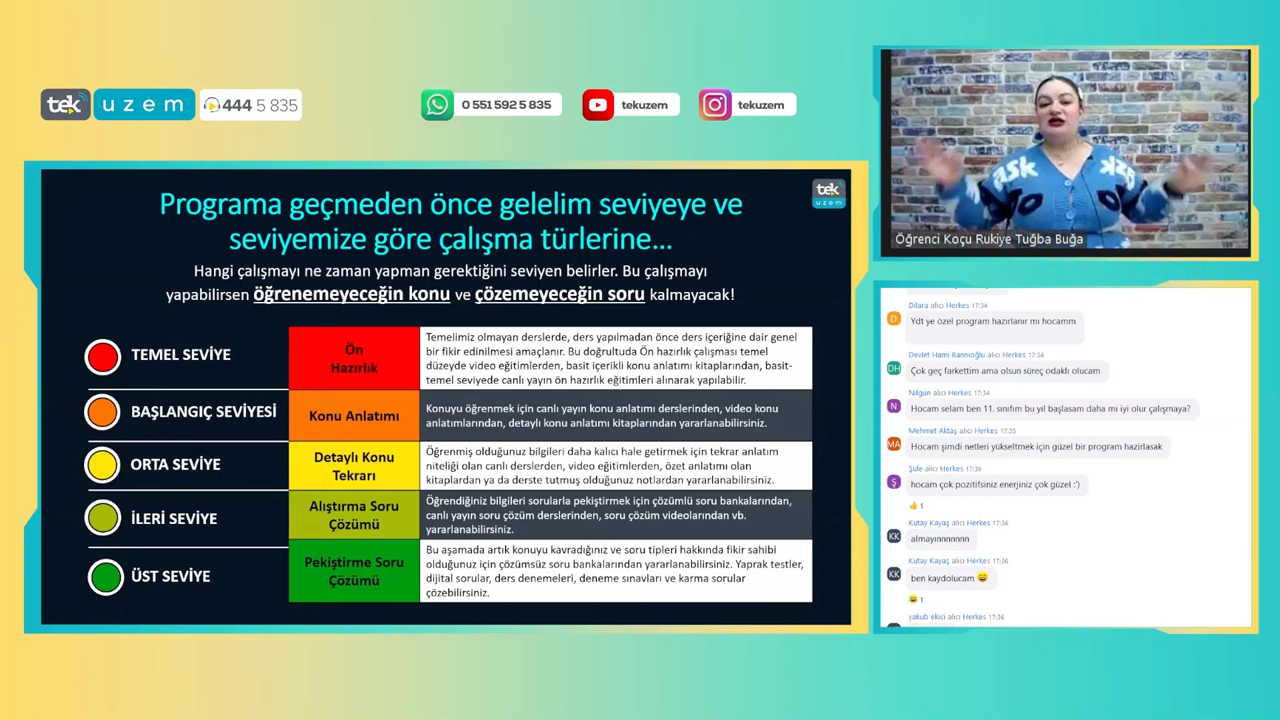 tek
uzem
444 5 835
0 551 592 5 835
tekuzem
tekuzem
tek
uzem
Programa geçmeden önce gelelim seviyeye ve
seviyemize göre çalışma türlerine...
Hangi çalışmayı ne zaman yapman gerektiğini seviyen belirler. Bu çalışmayı
yapabilirsen öğrenemeyeceğin konu ve çözemeyeceğin soru kalmayacak!
TEMEL SEVİYE
Ön
Hazırlık
Temelimiz olmayan derslerde, ders yapılmadan önce ders içeriğine dair genel
bir fikir edinilmesi amaçlanır. Bu doğrultuda Ön hazırlık çalışması temel
düzeyde video eğitimlerden, basit içerikli konu anlatımı kitaplarından, basit-
temel seviyede canlı yayın ön hazırlık eğitimleri alınarak yapılabilir.
BAŞLANGIÇ SEVİYESİ
Konu Anlatımı
Konuyu öğrenmek için canlı yayın konu anlatımı derslerinden, video konu
anlatımlarından, detaylı konu anlatımı kitaplarından yararlanabilirsiniz.
ORTA SEVİYE
Detaylı Konu
Tekrarı
Öğrenmiş olduğunuz bilgileri daha kalıcı hale getirmek için tekrar anlatım
niteliği olan canlı derslerden, video eğitimlerden, özet anlatımı olan
kitaplardan ya da derste tutmuş olduğunuz notlardan yararlanabilirsiniz.
İLERİ SEVİYE
Alıştırma Soru
Çözümü
Öğrendiğiniz bilgileri sorularla pekiştirmek için çözümlü soru bankalarından,
canlı yayın soru çözüm derslerinden, soru çözüm videolarından vb.
yararlanabilirsiniz.
ÜST SEVİYE
Pekiştirme Soru
Çözümü
Bu aşamada artık konuyu kavradığınız ve soru tipleri hakkında fikir sahibi
olduğunuz için çözümsüz soru bankalarından yararlanabilirsiniz. Yaprak testler,
dijital sorular, ders denemeleri, deneme sınavları ve karma sorular
çözebilirsiniz.
Öğrenci Koçu Rukiye Tuğba Buğa
Dilara alıcı Herkes 17:34
D
Ydt ye özel program hazırlanır mı hocamm
Devlet Hami Bannıoğlu alıcı Herkes 17:34
DH
Çok geç farkettim ama olsun süreç odaklı olucam
Nilgün alıcı Herkes 17:34
N
Hocam selam ben 11. sınıfım bu yıl başlasam daha mı iyi olur çalışmaya?
Mehmet Aktaş alıcı Herkes 17:35
MA
Hocam şimdi netleri yükseltmek için güzel bir program hazirlasak
Şule alıcı Herkes 17:36
Ş
hocam çok pozitifsiniz enerjiniz çok güzel :')
👍 1
Kutay Kayaş alıcı Herkes 17:36
KK
almayınnnnnnn
Kutay Kayaş alıcı Herkes 17:36
KK
ben kaydolucam 😄
😂 1
yakub ekici alıcı Herkes 17:36